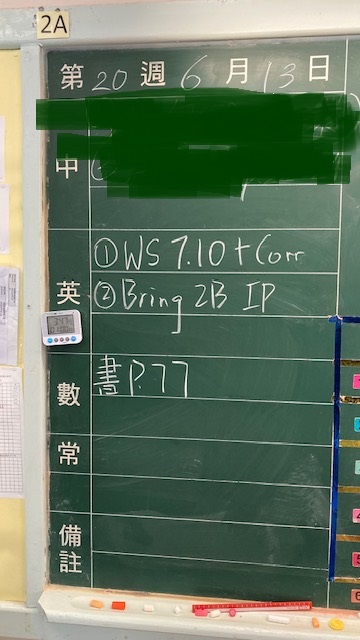 2A
第 20 週 6 月 13 日
中
① WS 7.10 + Corr
英 ② Bring 2B IP
數 書 P.77
常
備註